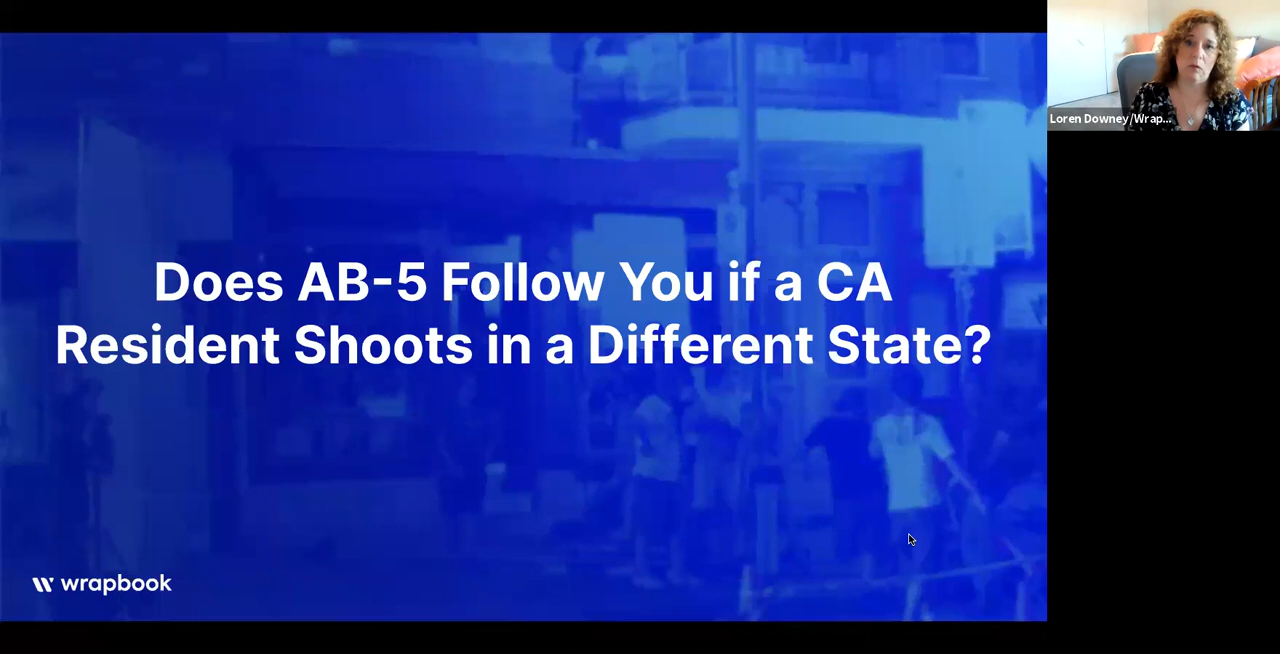 Loren Downey/Wrap...
Does AB-5 Follow You if a CA
Resident Shoots in a Different State?
wrapbook